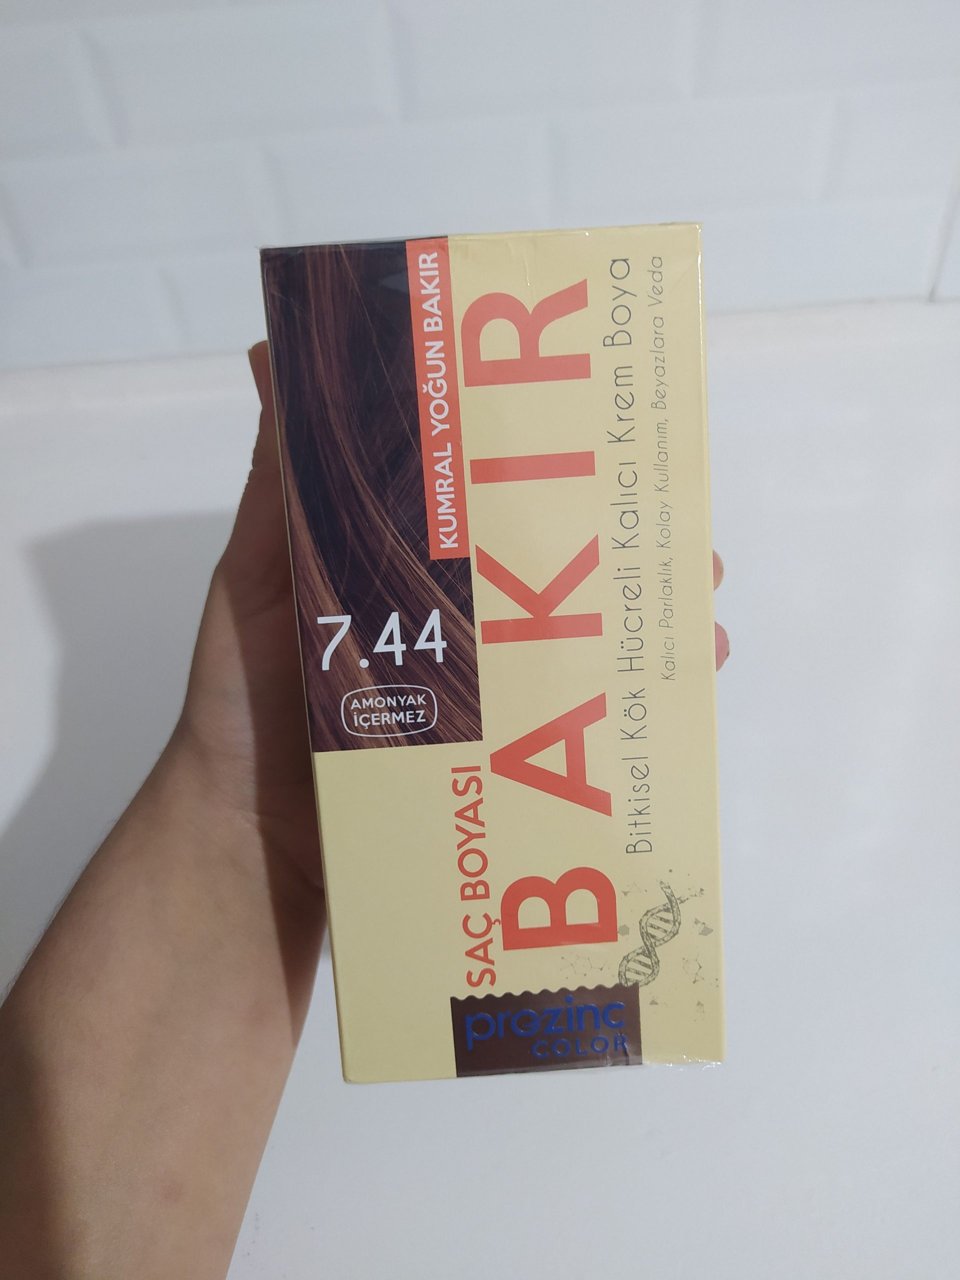 KUMRAL YOĞUN BAKIR
7.44
AMONYAK
İÇERMEZ
SAÇ BOYASI
BAKIR
Bitkisel Kök Hücreli Kalıcı Krem Boya
Kalıcı Parlaklık, Kolay Kullanım, Beyazlara Veda
prozinc
COLOR